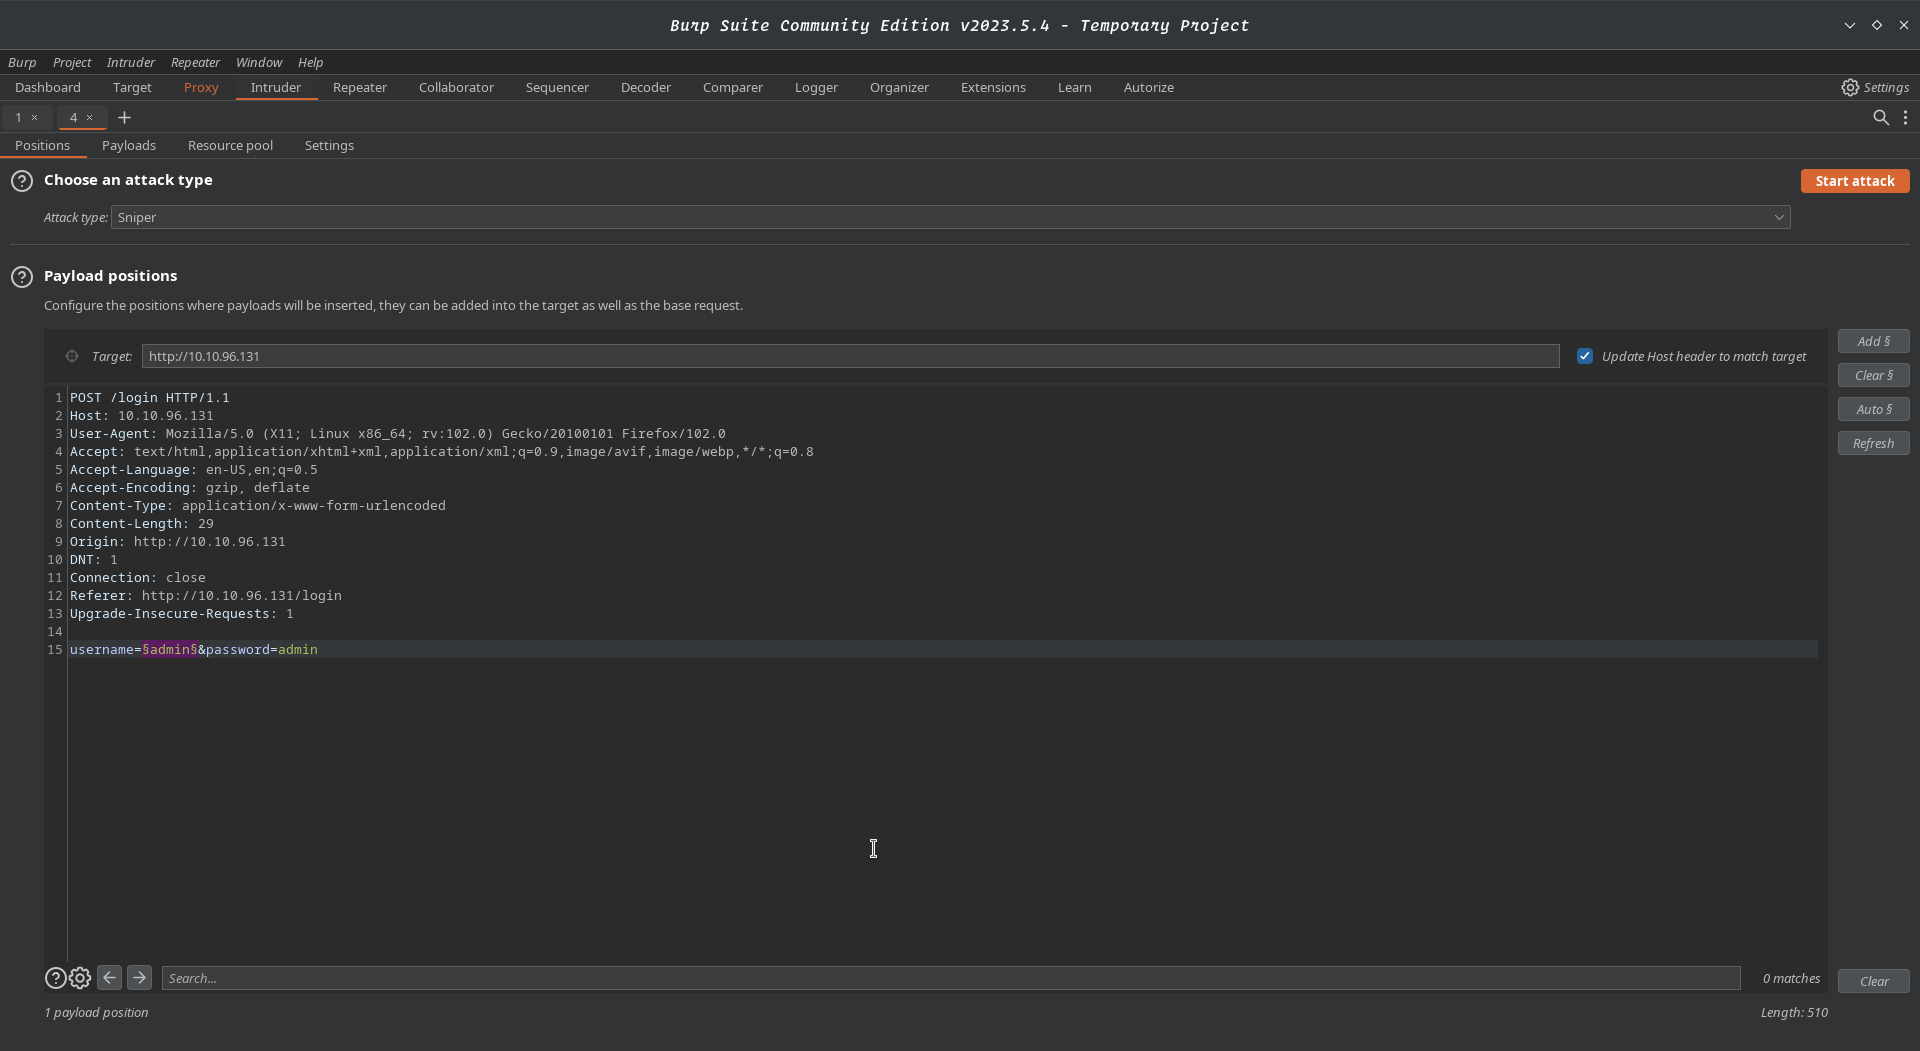 Burp Suite Community Edition v2023.5.4 - Temporary Project
Burp Project Intruder Repeater Window Help
Dashboard Target Proxy Intruder Repeater Collaborator Sequencer Decoder Comparer Logger Organizer Extensions Learn Autorize Settings
1 × 4 × +
Positions Payloads Resource pool Settings
? Choose an attack type Start attack
Attack type: Sniper
? Payload positions
Configure the positions where payloads will be inserted, they can be added into the target as well as the base request.
Target: http://10.10.96.131 Update Host header to match target
Add §
Clear §
Auto §
Refresh
1 POST /login HTTP/1.1
2 Host: 10.10.96.131
3 User-Agent: Mozilla/5.0 (X11; Linux x86_64; rv:102.0) Gecko/20100101 Firefox/102.0
4 Accept: text/html,application/xhtml+xml,application/xml;q=0.9,image/avif,image/webp,*/*;q=0.8
5 Accept-Language: en-US,en;q=0.5
6 Accept-Encoding: gzip, deflate
7 Content-Type: application/x-www-form-urlencoded
8 Content-Length: 29
9 Origin: http://10.10.96.131
10 DNT: 1
11 Connection: close
12 Referer: http://10.10.96.131/login
13 Upgrade-Insecure-Requests: 1
14
15 username=§admin§&password=admin
? Search... 0 matches Clear
1 payload position Length: 510